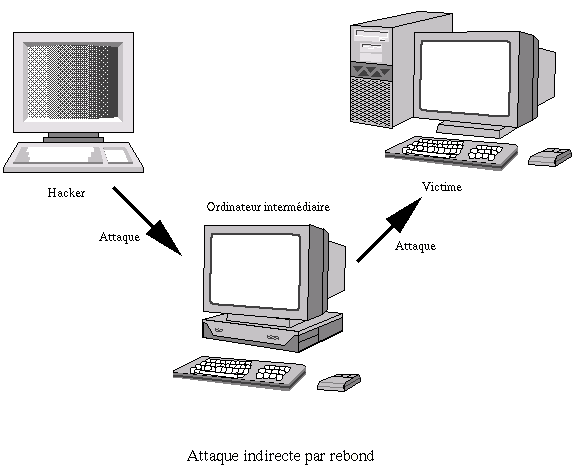 Hacker
Victime
Ordinateur intermédiaire
Attaque
Attaque
Attaque indirecte par rebond